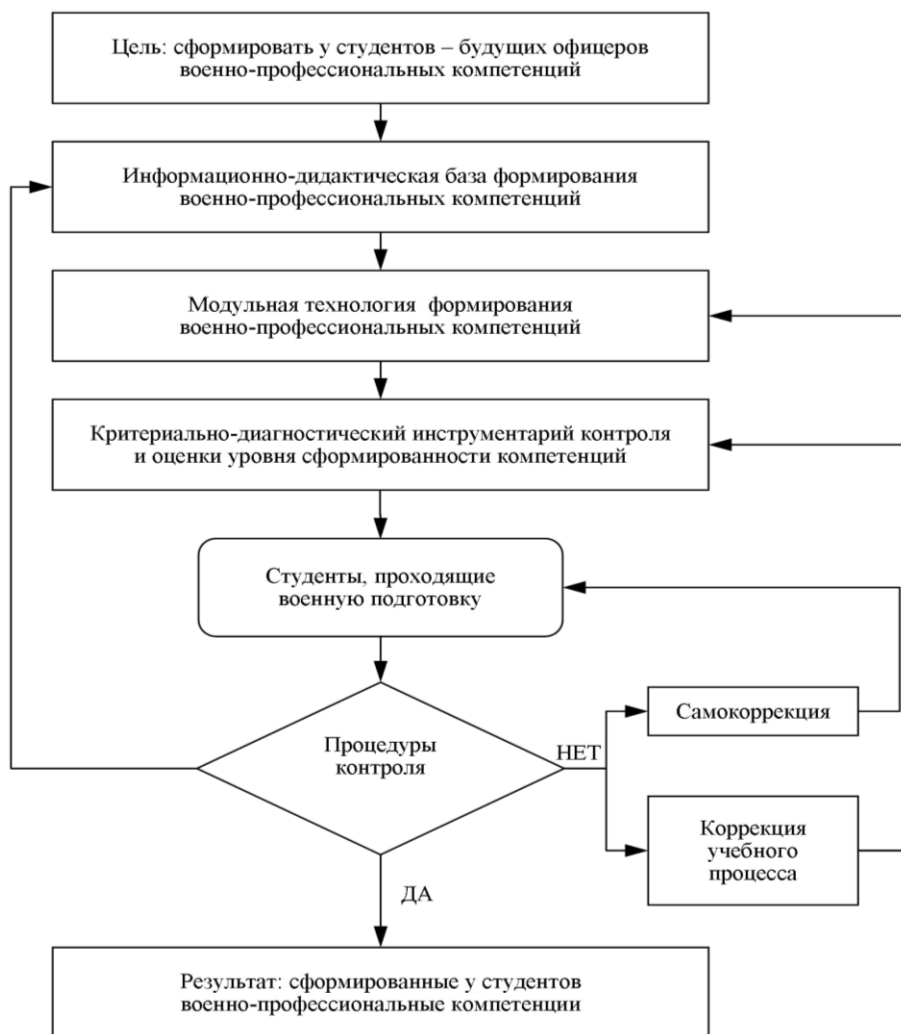 Цель: сформировать у студентов – будущих офицеров
военно-профессиональных компетенций
Информационно-дидактическая база формирования
военно-профессиональных компетенций
Модульная технология формирования
военно-профессиональных компетенций
Критериально-диагностический инструментарий контроля
и оценки уровня сформированности компетенций
Студенты, проходящие
военную подготовку
Самокоррекция
Процедуры
контроля
НЕТ
Коррекция
учебного
процесса
ДА
Результат: сформированные у студентов
военно-профессиональные компетенции